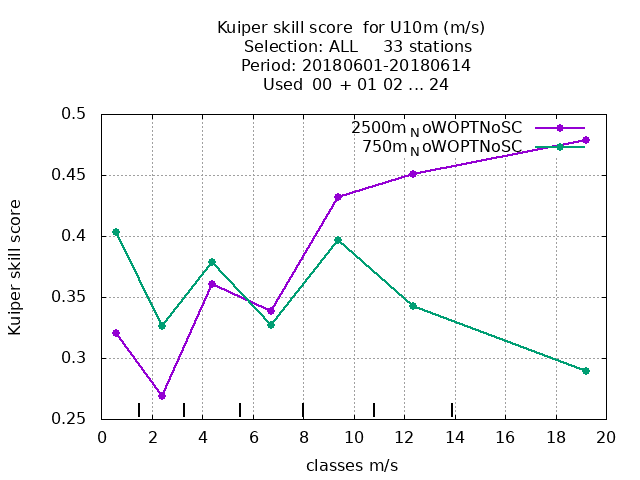 Kuiper skill score  for U10m (m/s)
Selection: ALL     33 stations
Period: 20180601-20180614
Used  00 + 01 02 ... 24
0.5
0.45
0.4
0.35
0.3
0.25
Kuiper skill score
2500m_NoWOPTNoSC
750m_NoWOPTNoSC
0 2 4 6 8 10 12 14 16 18 20
classes m/s